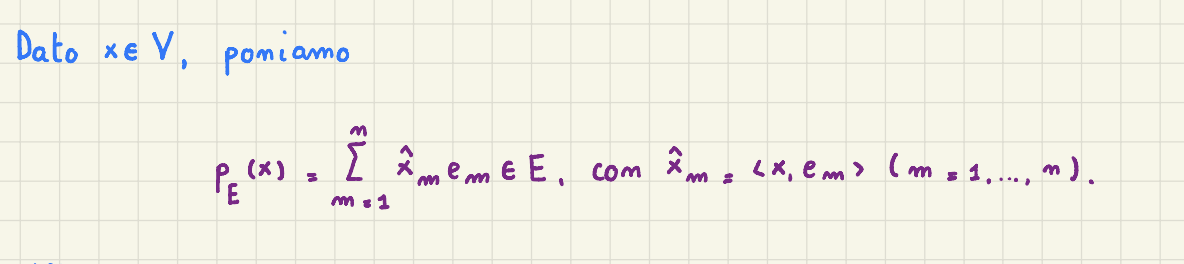 Dato x ∈ V, poniamo
p_E(x) = ∑_{m=1}^{n} x̂_m e_m ∈ E, con x̂_m = <x, e_m> (m = 1, ..., n).